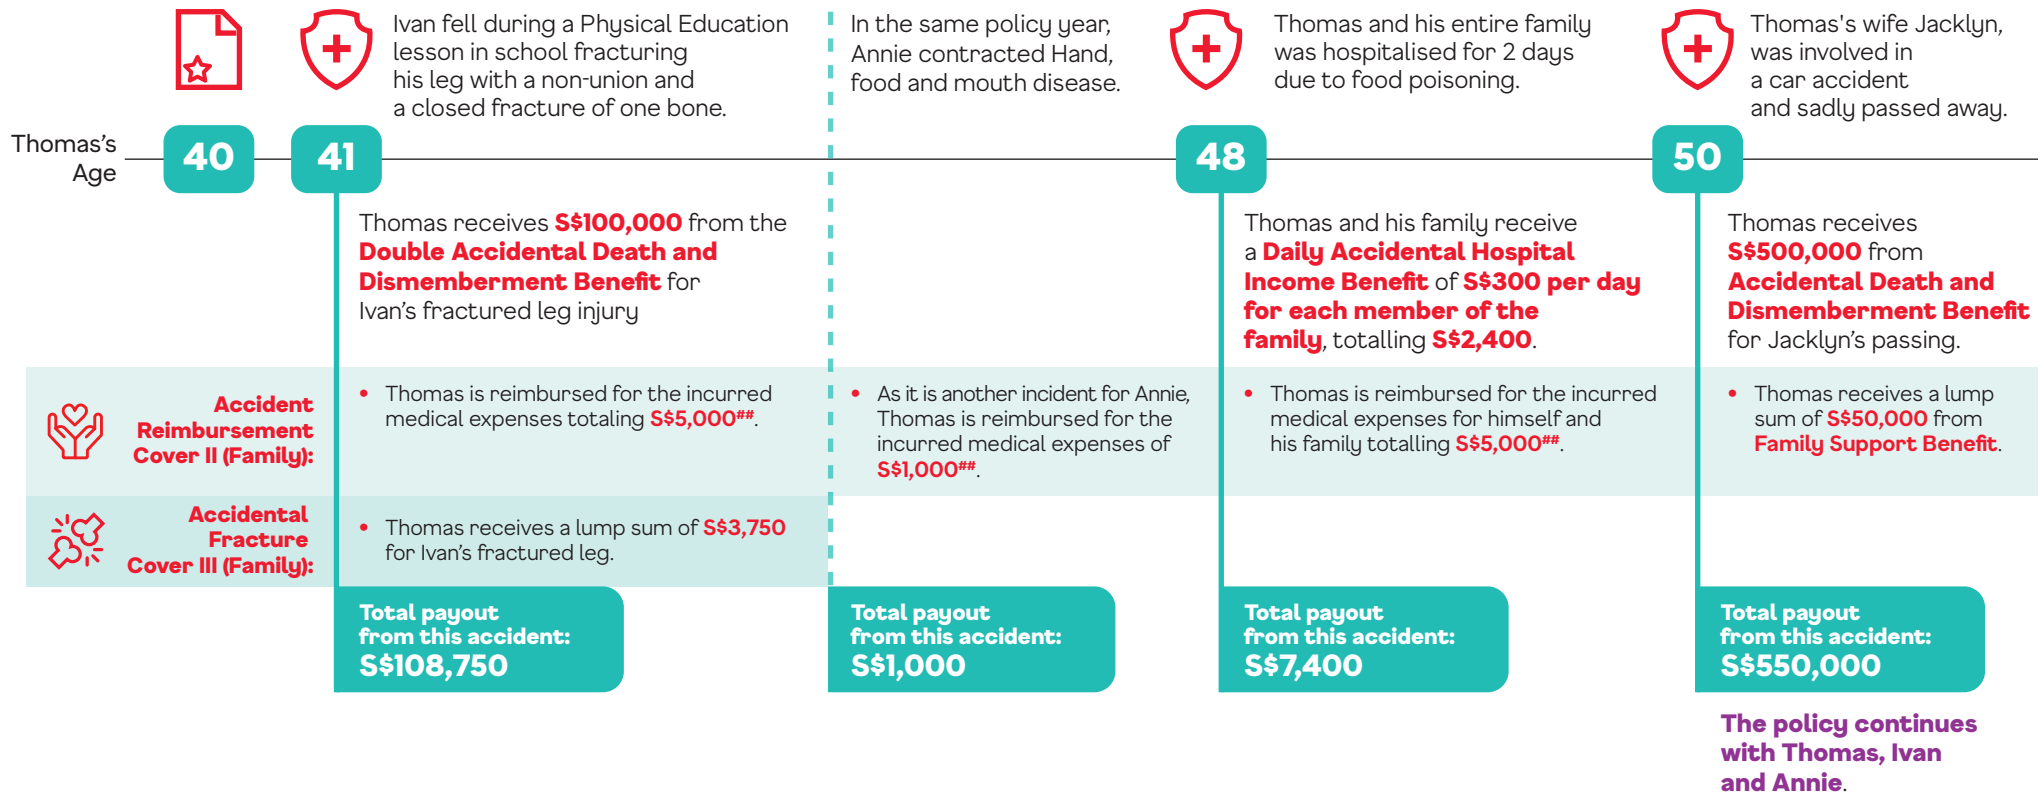 Ivan fell during a Physical Education
lesson in school fracturing
his leg with a non-union and
a closed fracture of one bone.
In the same policy year,
Annie contracted Hand,
food and mouth disease.
Thomas and his entire family
was hospitalised for 2 days
due to food poisoning.
Thomas's wife Jacklyn,
was involved in
a car accident
and sadly passed away.
Thomas’s
Age
40
41
48
50
Thomas receives S$100,000 from the
Double Accidental Death and
Dismemberment Benefit for
Ivan’s fractured leg injury
Thomas and his family receive
a Daily Accidental Hospital
Income Benefit of S$300 per day
for each member of the
family, totalling S$2,400.
Thomas receives
S$500,000 from
Accidental Death and
Dismemberment Benefit
for Jacklyn’s passing.
Accident
Reimbursement
Cover II (Family):
• Thomas is reimbursed for the incurred
medical expenses totaling S$5,000##.
• As it is another incident for Annie,
Thomas is reimbursed for the
incurred medical expenses of
S$1,000##.
• Thomas is reimbursed for the incurred
medical expenses for himself and
his family totalling S$5,000##.
• Thomas receives a lump
sum of S$50,000 from
Family Support Benefit.
Accidental
Fracture
Cover III (Family):
• Thomas receives a lump sum of S$3,750
for Ivan’s fractured leg.
Total payout
from this accident:
S$108,750
Total payout
from this accident:
S$1,000
Total payout
from this accident:
S$7,400
Total payout
from this accident:
S$550,000
The policy continues
with Thomas, Ivan
and Annie.